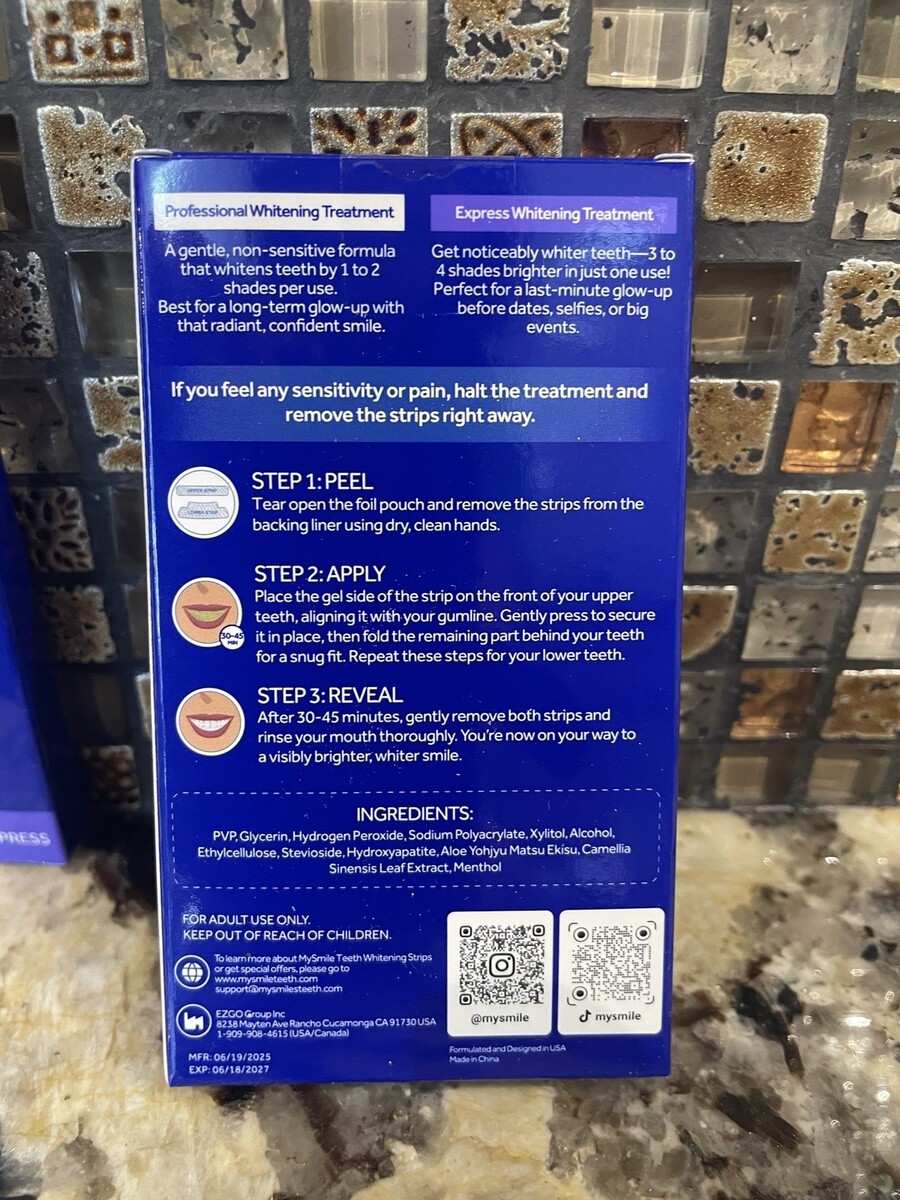 Professional Whitening Treatment
A gentle, non-sensitive formula
that whitens teeth by 1 to 2
shades per use.
Best for a long-term glow-up with
that radiant, confident smile.
Express Whitening Treatment
Get noticeably whiter teeth—3 to
4 shades brighter in just one use!
Perfect for a last-minute glow-up
before dates, selfies, or big
events.
If you feel any sensitivity or pain, halt the treatment and
remove the strips right away.
UPPER STRIP
LOWER STRIP
STEP 1: PEEL
Tear open the foil pouch and remove the strips from the
backing liner using dry, clean hands.
30-45
MIN
STEP 2: APPLY
Place the gel side of the strip on the front of your upper
teeth, aligning it with your gumline. Gently press to secure
it in place, then fold the remaining part behind your teeth
for a snug fit. Repeat these steps for your lower teeth.
STEP 3: REVEAL
After 30-45 minutes, gently remove both strips and
rinse your mouth thoroughly. You're now on your way to
a visibly brighter, whiter smile.
PRESS
INGREDIENTS:
PVP, Glycerin, Hydrogen Peroxide, Sodium Polyacrylate, Xylitol, Alcohol,
Ethylcellulose, Stevioside, Hydroxyapatite, Aloe Yohjyu Matsu Ekisu, Camellia
Sinensis Leaf Extract, Menthol
FOR ADULT USE ONLY.
KEEP OUT OF REACH OF CHILDREN.
To learn more about MySmile Teeth Whitening Strips
or get special offers, please go to
www.mysmileteeth.com
support@mysmilesteeth.com
EZGO Group Inc
8238 Mayten Ave Rancho Cucamonga CA 91730 USA
1-909-908-4615 (USA/Canada)
MFR: 06/19/2025
EXP: 06/18/2027
@mysmile
mysmile
Formulated and Designed in USA
Made in China